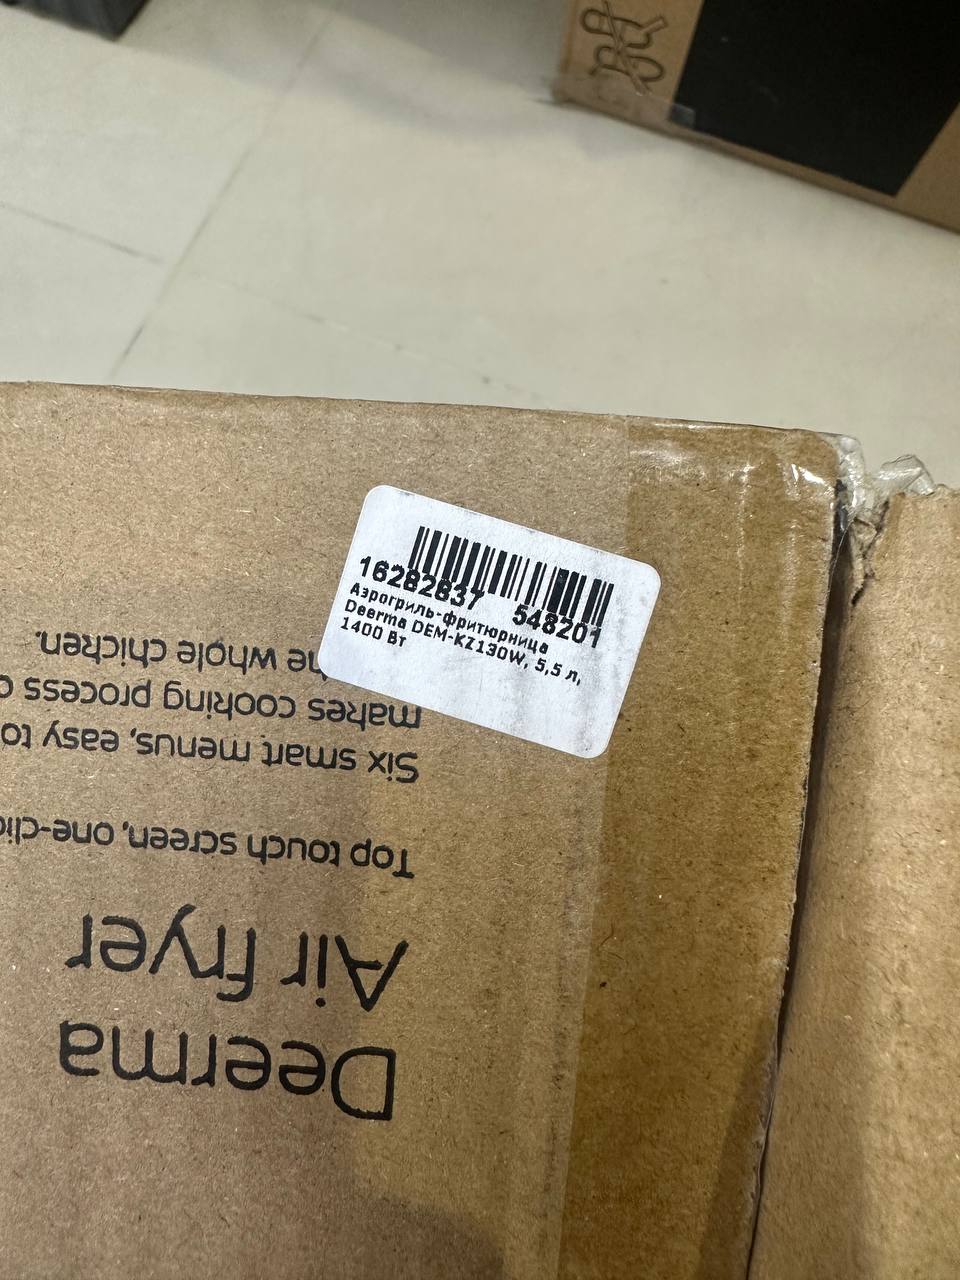 16282837 548201
Аэрогриль-фритюрница
Deerma DEM-KZ130W, 5,5 л,
1400 Вт
Deerma
Air fryer
Top touch screen, one-clic
Six smart menus, easy to
makes cooking process
whole chicken.